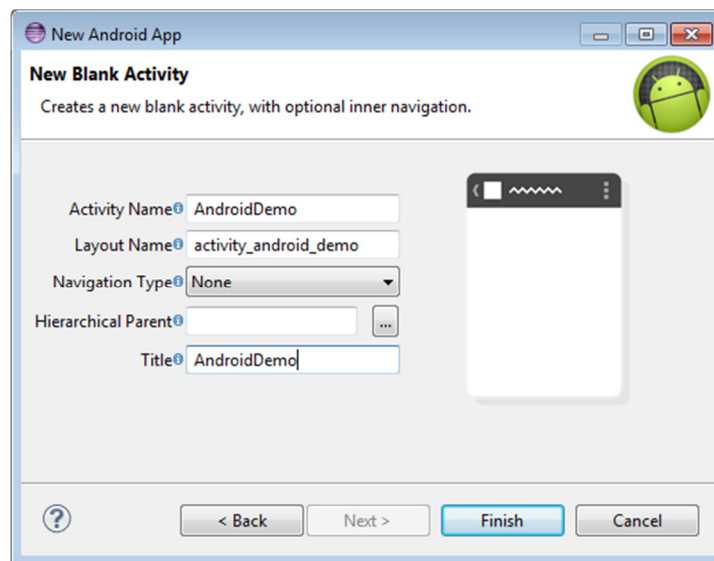 New Android App
New Blank Activity
Creates a new blank activity, with optional inner navigation.
Activity Name AndroidDemo
Layout Name activity_android_demo
Navigation Type None
Hierarchical Parent ...
Title AndroidDemo
? < Back Next > Finish Cancel